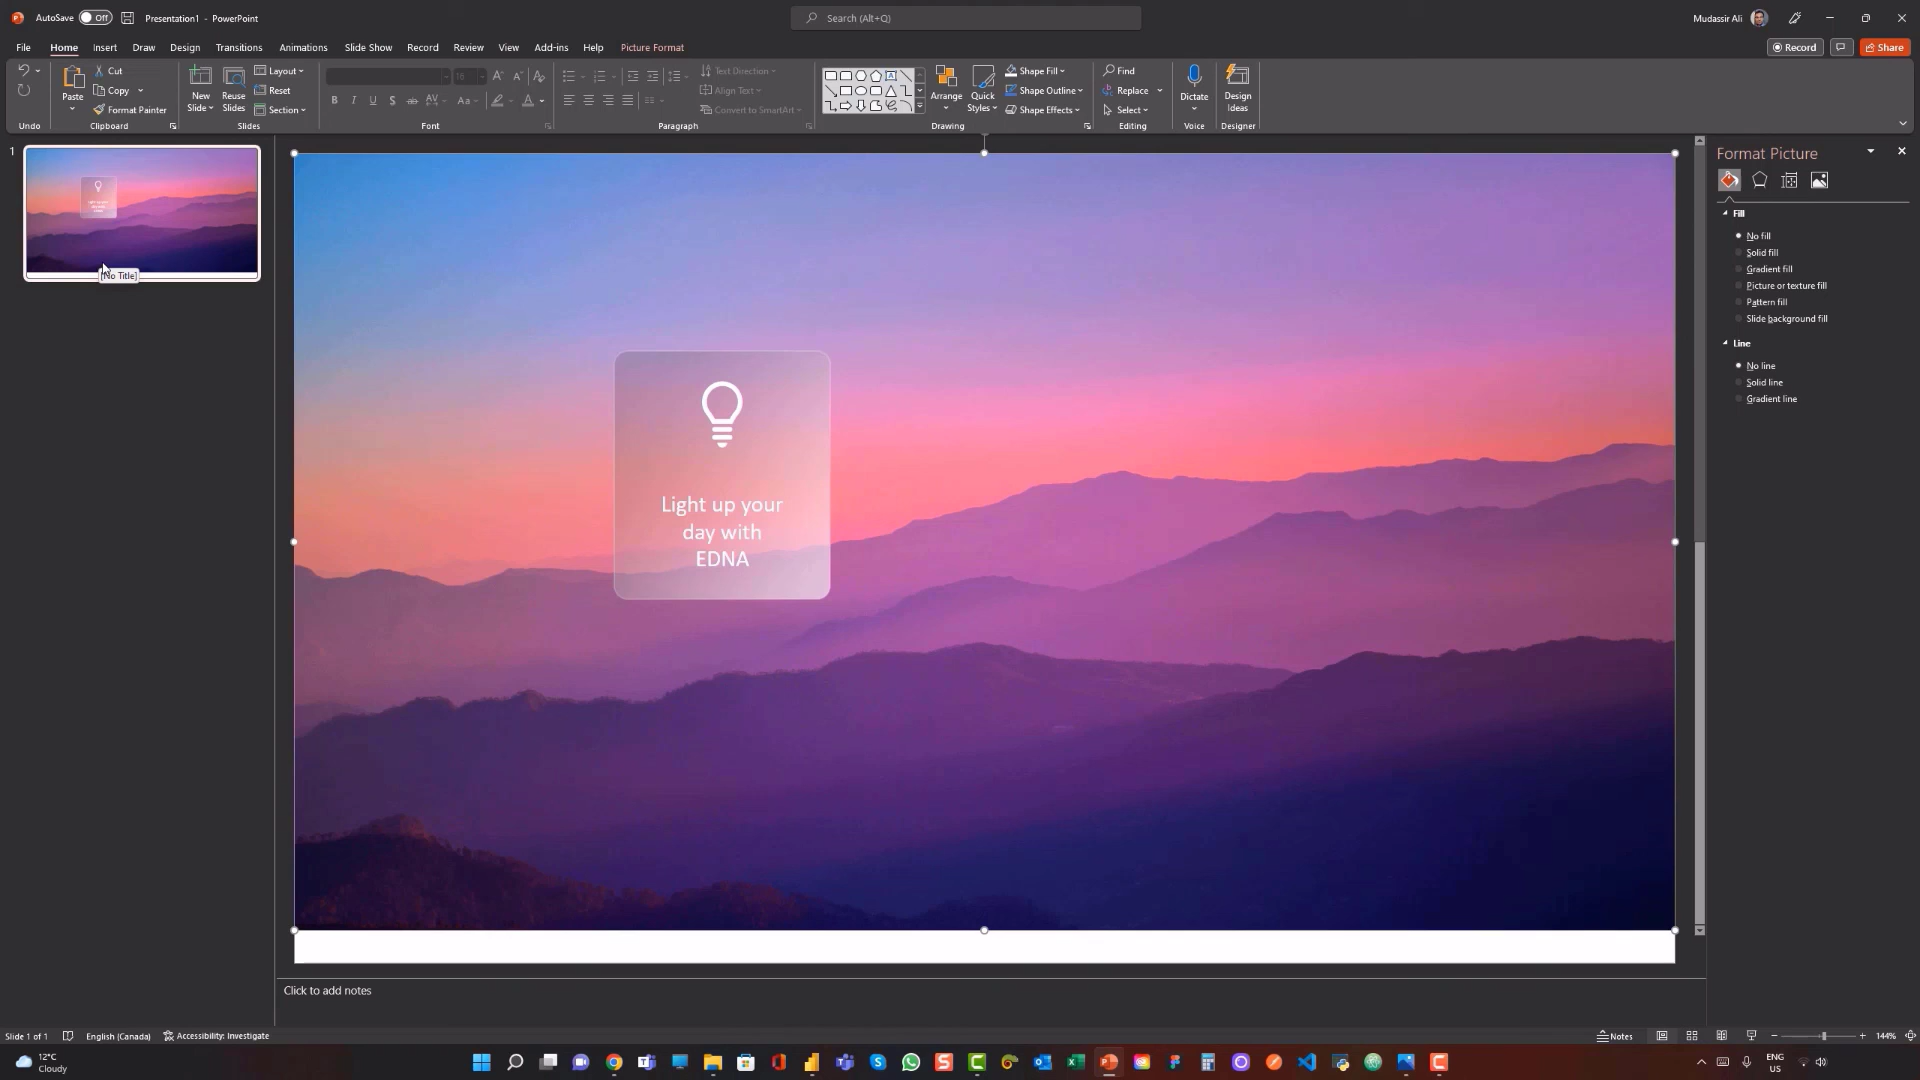 AutoSave Off Presentation1 - PowerPoint Search (Alt+Q) Mudassir Ali
File Home Insert Draw Design Transitions Animations Slide Show Record Review View Add-ins Help Picture Format Record Share
Cut Layout 18 Text Direction Shape Fill Find
Paste Copy New Slide Reuse Slides Reset Align Text Arrange Quick Styles Shape Outline Replace Dictate Design Ideas
Format Painter Section Convert to SmartArt Shape Effects Select
Undo Clipboard Slides Font Paragraph Drawing Editing Voice Designer
1
[No Title]
Light up your
day with
EDNA
Format Picture
Fill
No fill
Solid fill
Gradient fill
Picture or texture fill
Pattern fill
Slide background fill
Line
No line
Solid line
Gradient line
Click to add notes
Slide 1 of 1 English (Canada) Accessibility: Investigate Notes 144%
12°C
Cloudy
ENG
US